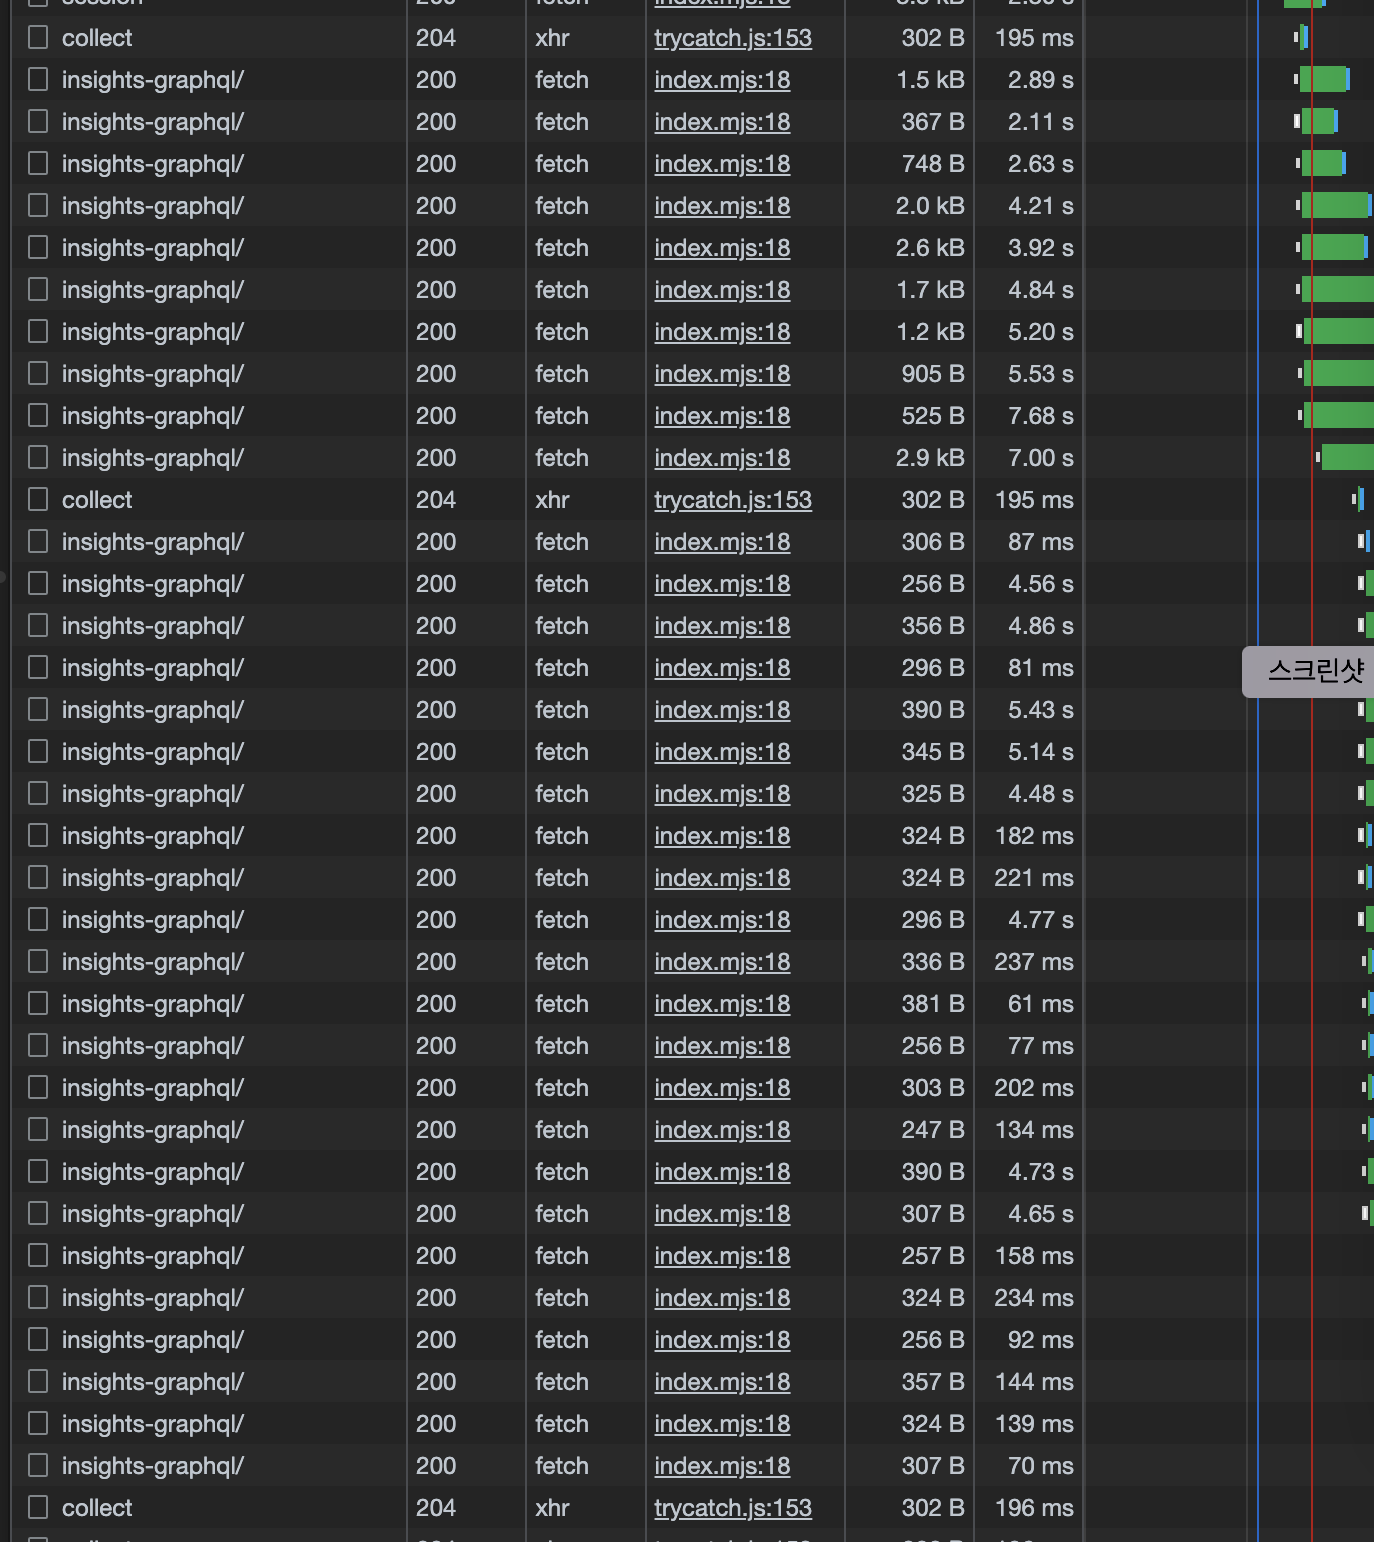 collect 204 xhr trycatch.js:153 302 B 195 ms
insights-graphql/ 200 fetch index.mjs:18 1.5 kB 2.89 s
insights-graphql/ 200 fetch index.mjs:18 367 B 2.11 s
insights-graphql/ 200 fetch index.mjs:18 748 B 2.63 s
insights-graphql/ 200 fetch index.mjs:18 2.0 kB 4.21 s
insights-graphql/ 200 fetch index.mjs:18 2.6 kB 3.92 s
insights-graphql/ 200 fetch index.mjs:18 1.7 kB 4.84 s
insights-graphql/ 200 fetch index.mjs:18 1.2 kB 5.20 s
insights-graphql/ 200 fetch index.mjs:18 905 B 5.53 s
insights-graphql/ 200 fetch index.mjs:18 525 B 7.68 s
insights-graphql/ 200 fetch index.mjs:18 2.9 kB 7.00 s
collect 204 xhr trycatch.js:153 302 B 195 ms
insights-graphql/ 200 fetch index.mjs:18 306 B 87 ms
insights-graphql/ 200 fetch index.mjs:18 256 B 4.56 s
insights-graphql/ 200 fetch index.mjs:18 356 B 4.86 s
insights-graphql/ 200 fetch index.mjs:18 296 B 81 ms 스크린샷
insights-graphql/ 200 fetch index.mjs:18 390 B 5.43 s
insights-graphql/ 200 fetch index.mjs:18 345 B 5.14 s
insights-graphql/ 200 fetch index.mjs:18 325 B 4.48 s
insights-graphql/ 200 fetch index.mjs:18 324 B 182 ms
insights-graphql/ 200 fetch index.mjs:18 324 B 221 ms
insights-graphql/ 200 fetch index.mjs:18 296 B 4.77 s
insights-graphql/ 200 fetch index.mjs:18 336 B 237 ms
insights-graphql/ 200 fetch index.mjs:18 381 B 61 ms
insights-graphql/ 200 fetch index.mjs:18 256 B 77 ms
insights-graphql/ 200 fetch index.mjs:18 303 B 202 ms
insights-graphql/ 200 fetch index.mjs:18 247 B 134 ms
insights-graphql/ 200 fetch index.mjs:18 390 B 4.73 s
insights-graphql/ 200 fetch index.mjs:18 307 B 4.65 s
insights-graphql/ 200 fetch index.mjs:18 257 B 158 ms
insights-graphql/ 200 fetch index.mjs:18 324 B 234 ms
insights-graphql/ 200 fetch index.mjs:18 256 B 92 ms
insights-graphql/ 200 fetch index.mjs:18 357 B 144 ms
insights-graphql/ 200 fetch index.mjs:18 324 B 139 ms
insights-graphql/ 200 fetch index.mjs:18 307 B 70 ms
collect 204 xhr trycatch.js:153 302 B 196 ms